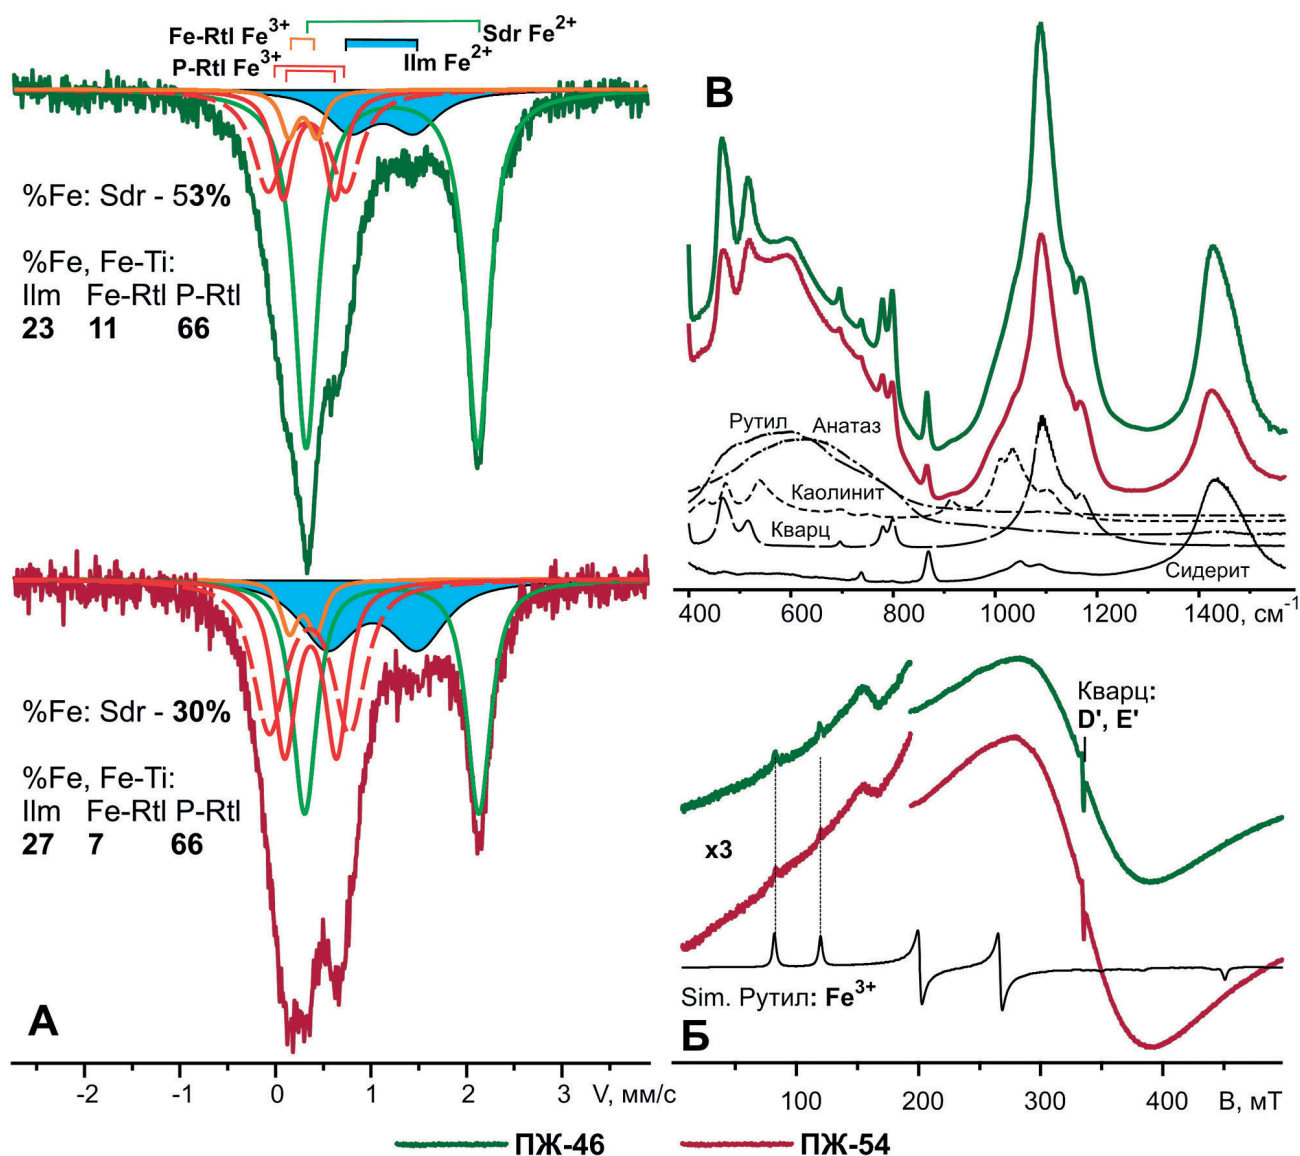 Fe-Rtl Fe3+
Sdr Fe2+
P-Rtl Fe3+
Ilm Fe2+
%Fe: Sdr - 53%
%Fe, Fe-Ti:
Ilm Fe-Rtl P-Rtl
23 11 66
%Fe: Sdr - 30%
%Fe, Fe-Ti:
Ilm Fe-Rtl P-Rtl
27 7 66
А
-2 -1 0 1 2 3 V, мм/с
В
Рутил
Анатаз
Каолинит
Кварц
Сидерит
400 600 800 1000 1200 1400, см-1
Кварц:
D', E'
x3
Sim. Рутил: Fe3+
Б
100 200 300 400 В, мТ
ПЖ-46
ПЖ-54